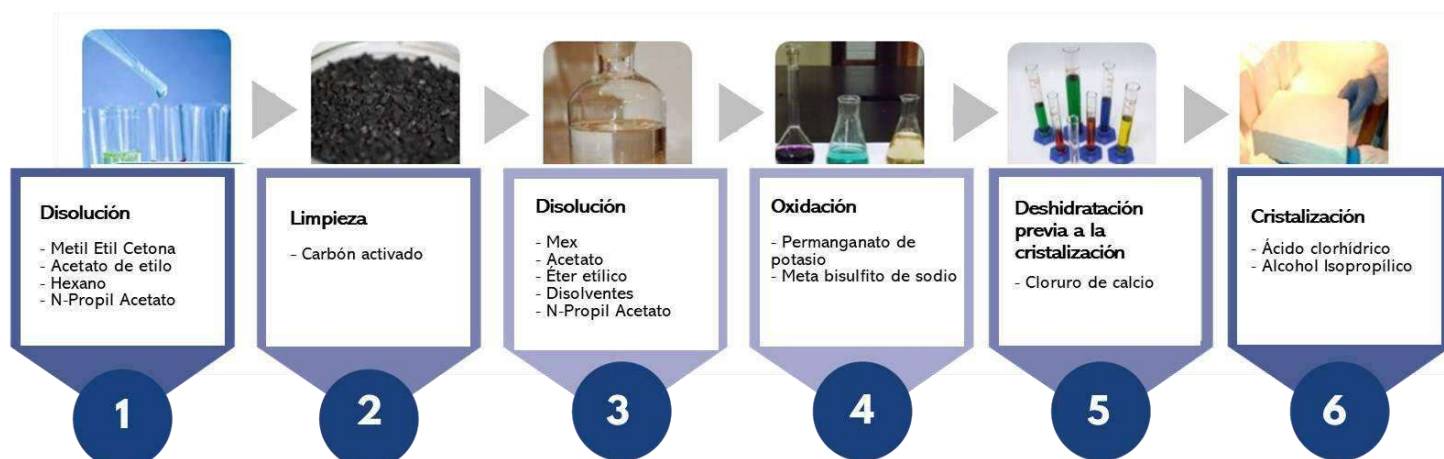 Disolución
- Metil Etil Cetona
- Acetato de etilo
- Hexano
- N-Propil Acetato
1
Limpieza
- Carbón activado
2
Disolución
- Mex
- Acetato
- Éter etílico
- Disolventes
- N-Propil Acetato
3
Oxidación
- Permanganato de
potasio
- Meta bisulfito de sodio
4
Deshidratación
previa a la
cristalización
- Cloruro de calcio
5
Cristalización
- Ácido clorhídrico
- Alcohol Isopropílico
6